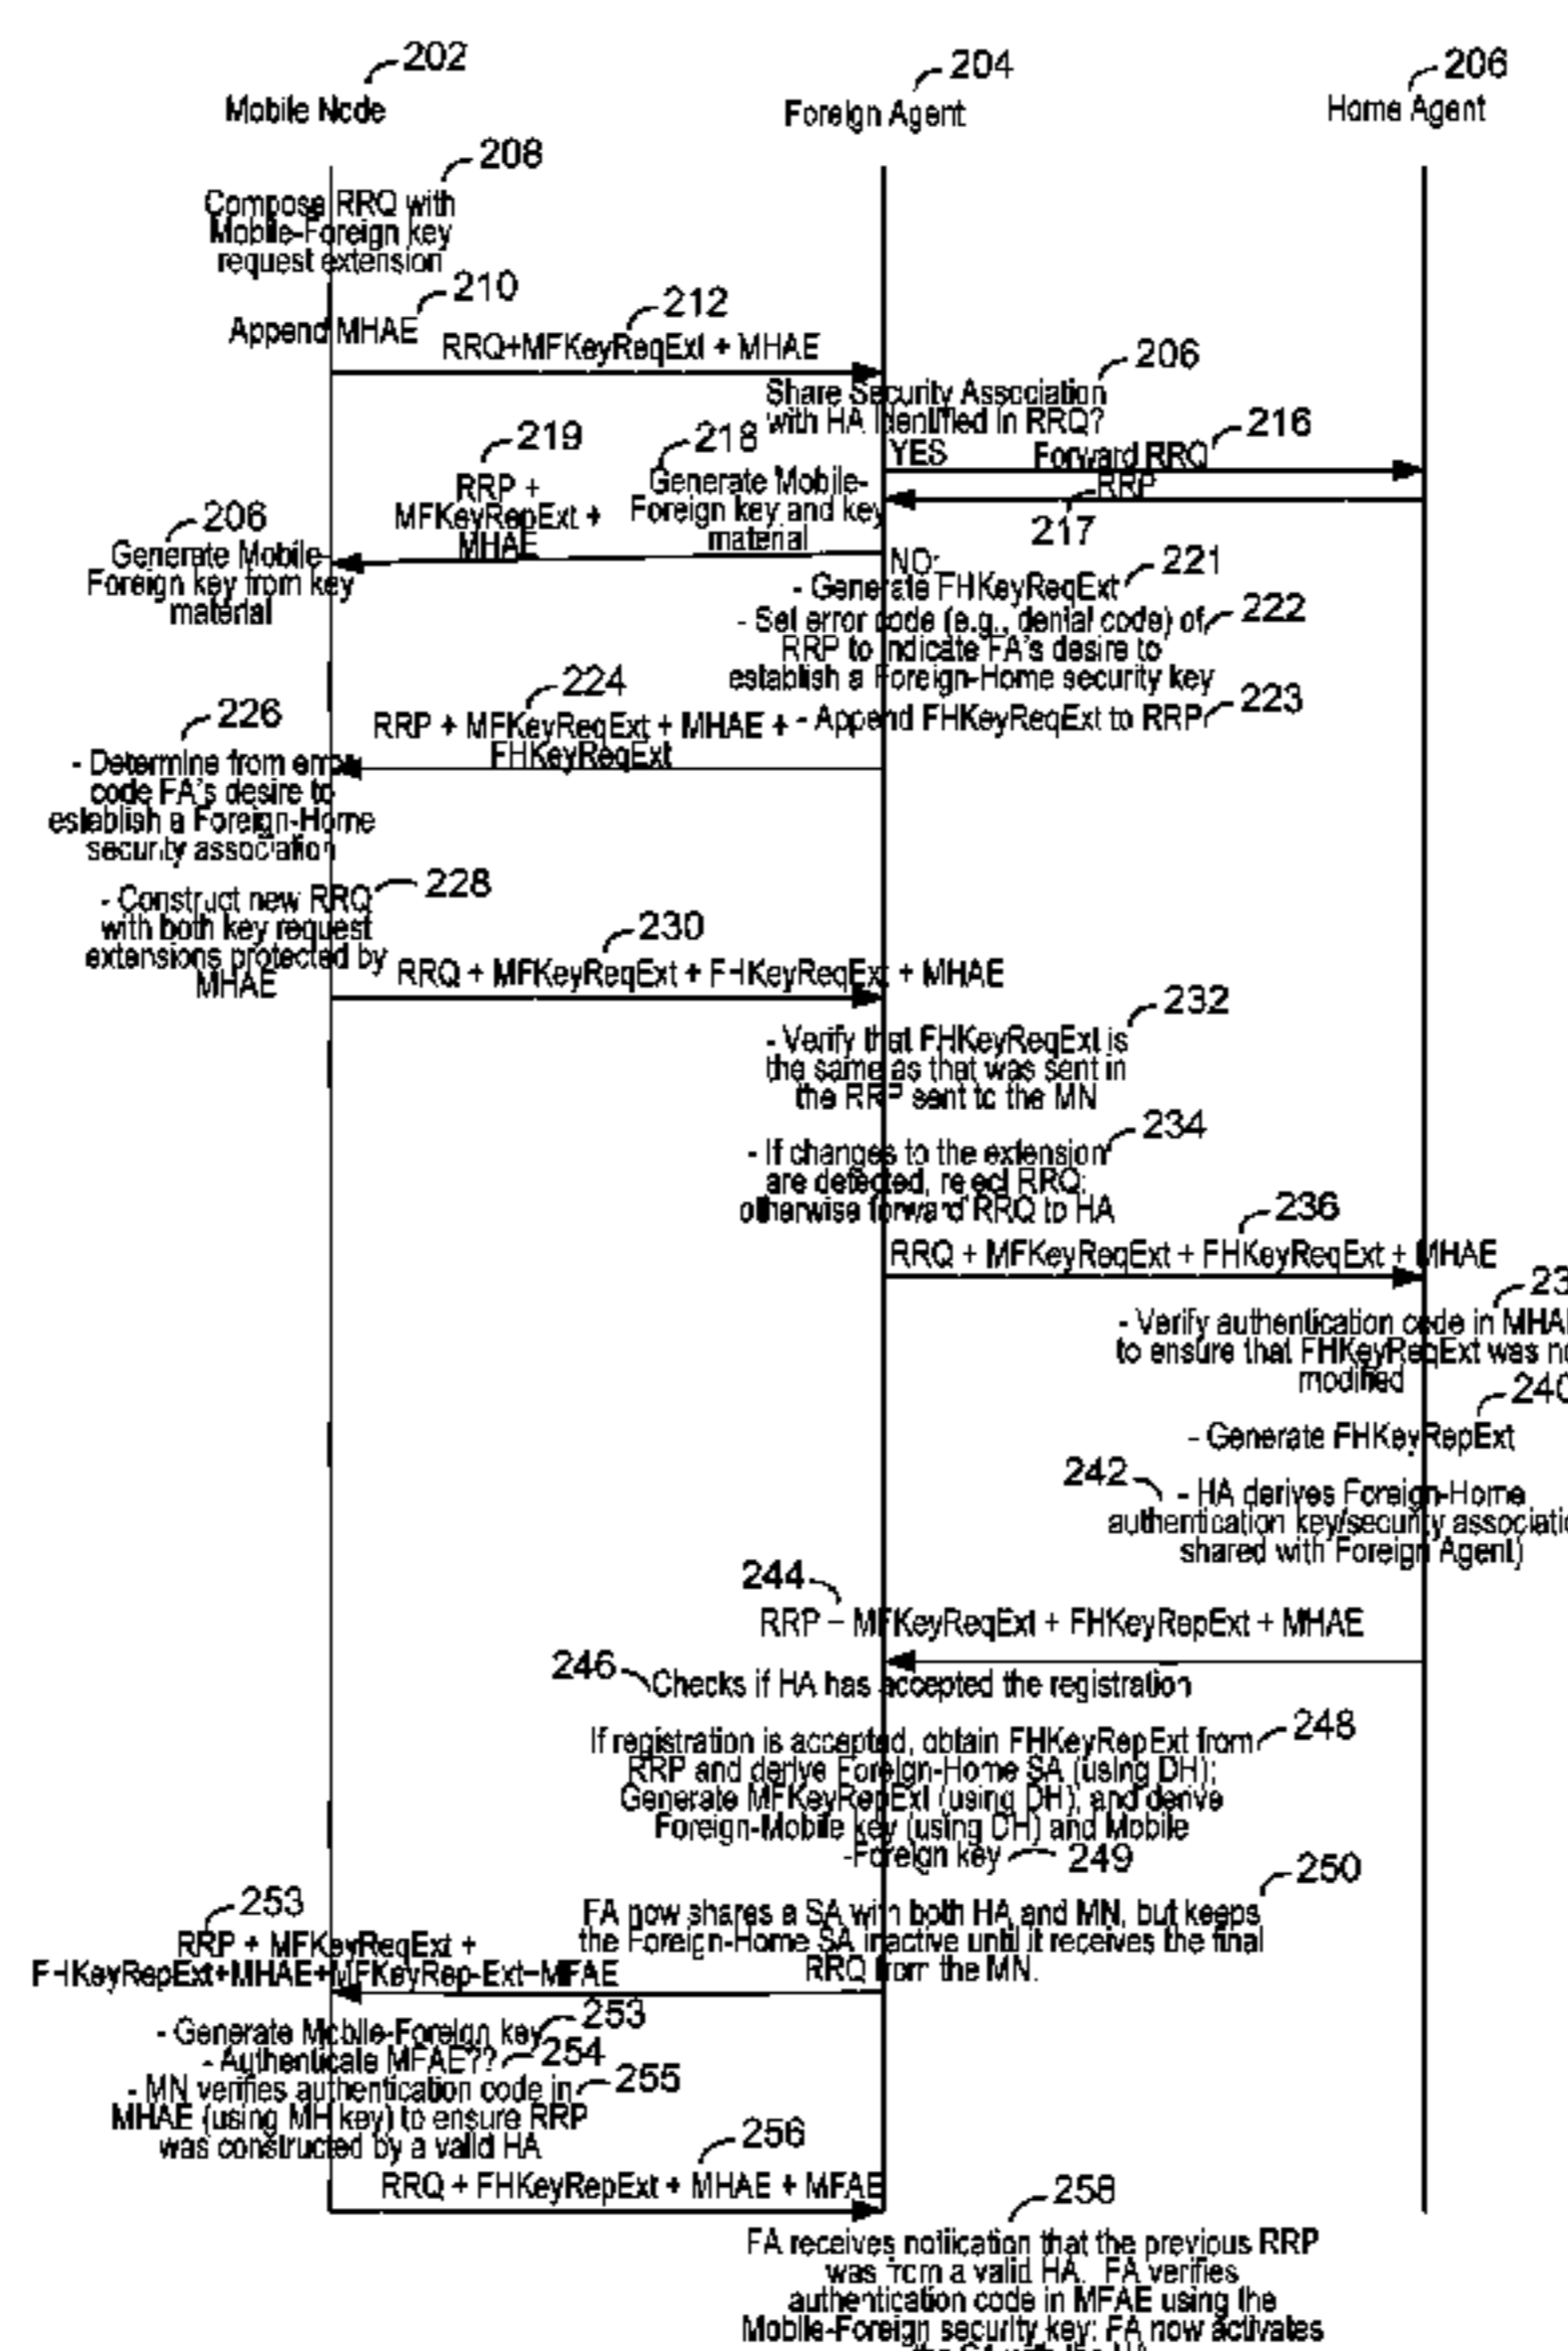 202
204
206
Mobile Node
Foreign Agent
Home Agent
208
Compose RRQ with
Mobile-Foreign key
request extension
210
Append MHAE
212
RRQ+MFKeyReqExt + MHAE
206
Share Security Association
with HA identified in RRQ?
YES
216
Forward RRQ
RRP
217
219
RRP +
MFKeyRepExt +
MHAE
218
Generate Mobile-
Foreign key and key
material
206
Generate Mobile-
Foreign key from key
material
NO:
- Generate FHKeyReqExt
221
- Set error code (e.g., denial code) of
RRP to indicate FA's desire to
establish a Foreign-Home security key
222
- Append FHKeyReqExt to RRP
223
224
RRP + MFKeyReqExt + MHAE +
FHKeyReqExt
226
- Determine from error
code FA's desire to
establish a Foreign-Home
security association
228
- Construct new RRQ
with both key request
extensions protected by
MHAE
230
RRQ + MFKeyReqExt + FHKeyReqExt + MHAE
232
- Verify that FHKeyReqExt is
the same as that was sent in
the RRP sent to the MN
234
- If changes to the extension
are detected, reject RRQ;
otherwise forward RRQ to HA
236
RRQ + MFKeyReqExt + FHKeyReqExt + MHAE
23
- Verify authentication code in MHA
to ensure that FHKeyReqExt was no
modified
240
- Generate FHKeyRepExt
242
- HA derives Foreign-Home
authentication key/security associatio
shared with Foreign Agent)
244
RRP – MFKeyReqExt + FHKeyRepExt + MHAE
246
Checks if HA has accepted the registration
248
If registration is accepted, obtain FHKeyRepExt from
RRP and derive Foreign-Home SA (using DH);
Generate MFKeyRepExt (using DH), and derive
Foreign-Mobile key (using DH) and Mobile
-Foreign key
249
250
FA now shares a SA with both HA and MN, but keeps
the Foreign-Home SA inactive until it receives the final
RRQ from the MN.
253
RRP + MFKeyReqExt +
FHKeyRepExt+MHAE+MFKeyRep-Ext–MFAE
- Generate Mobile-Foreign key
253
- Authenticate MFAE??
254
- MN verifies authentication code in
MHAE (using MH key) to ensure RRP
was constructed by a valid HA
255
256
RRQ + FHKeyRepExt + MHAE + MFAE
258
FA receives notification that the previous RRP
was from a valid HA. FA verifies
authentication code in MFAE using the
Mobile-Foreign security key; FA now activates